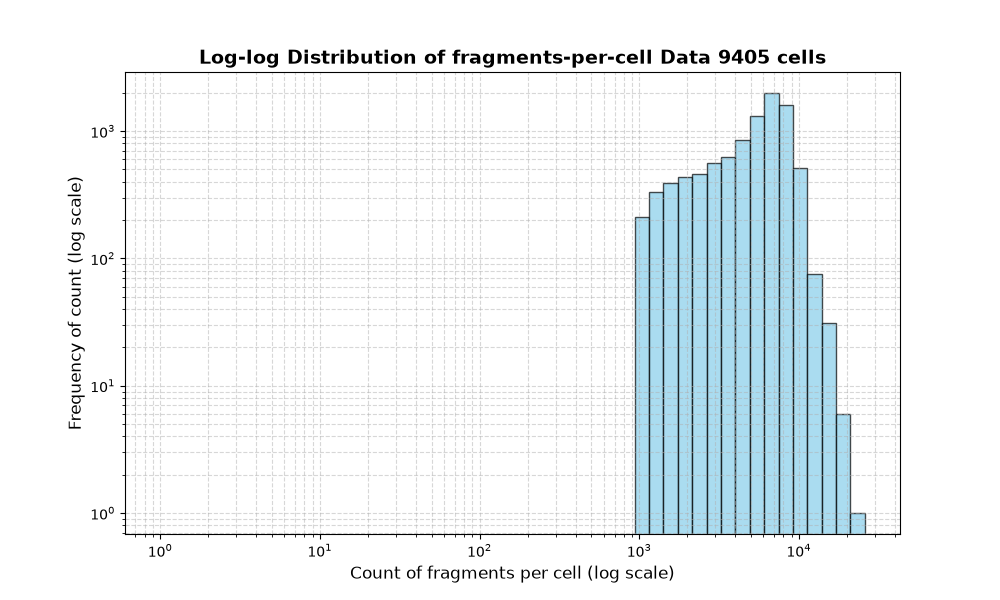 Log-log Distribution of fragments-per-cell Data 9405 cells
Frequency of count (log scale)
10³
10²
10¹
10⁰
10⁰ 10¹ 10² 10³ 10⁴
Count of fragments per cell (log scale)